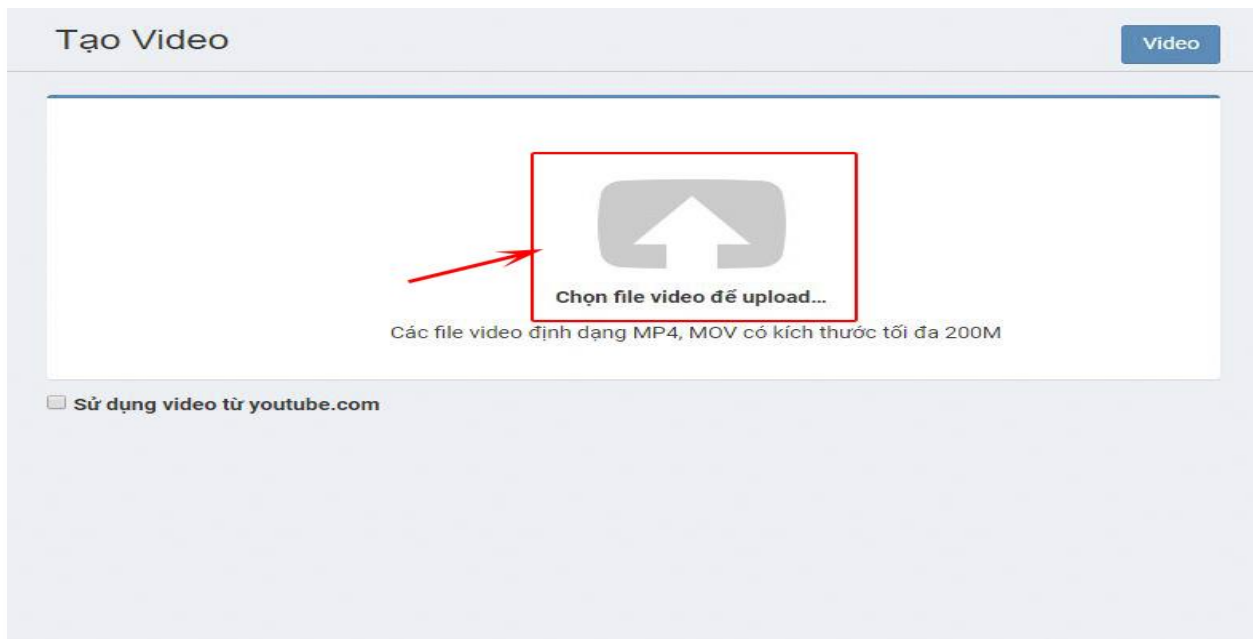 Tạo Video
Video
Chọn file video để upload...
Các file video định dạng MP4, MOV có kích thước tối đa 200M
Sử dụng video từ youtube.com